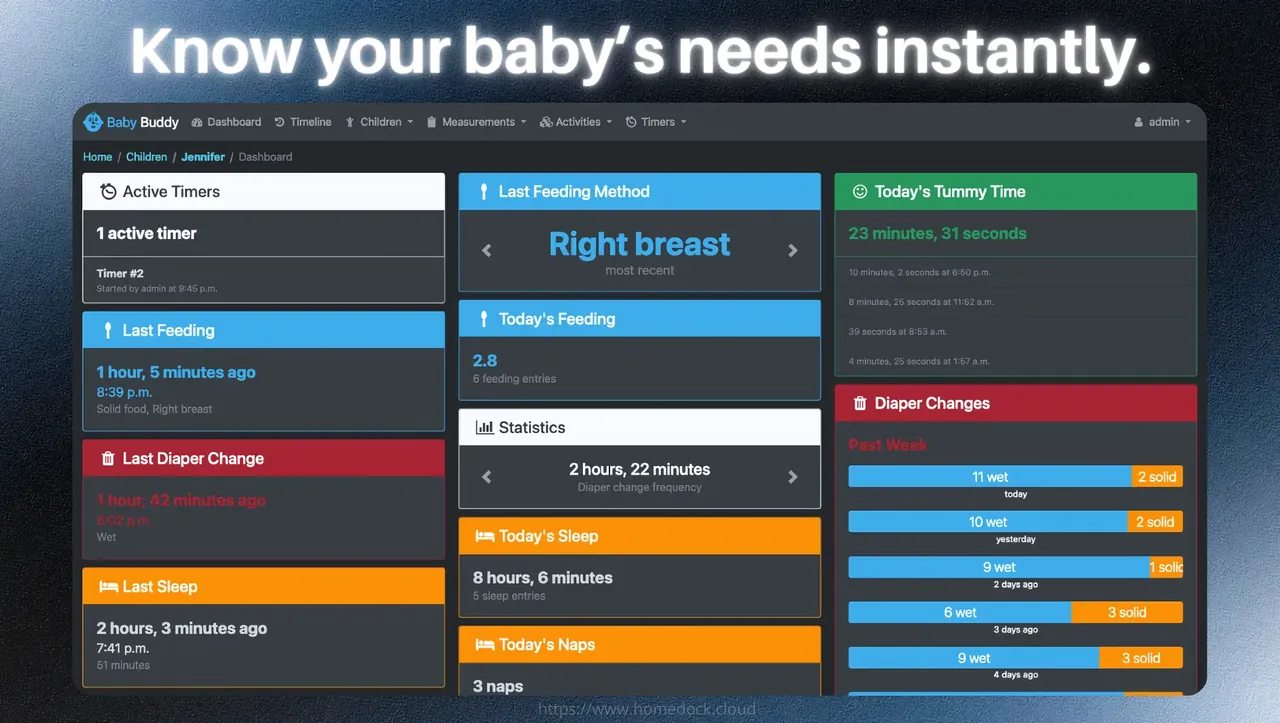 Know your baby’s needs instantly.
Baby Buddy Dashboard Timeline Children Measurements Activities Timers admin
Home / Children / Jennifer / Dashboard
Active Timers
1 active timer
Timer #2
Started by admin at 9:45 p.m.
Last Feeding
1 hour, 5 minutes ago
8:39 p.m.
Solid food, Right breast
Last Diaper Change
1 hour, 42 minutes ago
8:02 p.m.
Wet
Last Sleep
2 hours, 3 minutes ago
7:41 p.m.
51 minutes
Last Feeding Method
Right breast
most recent
Today's Feeding
2.8
6 feeding entries
Statistics
2 hours, 22 minutes
Diaper change frequency
Today's Sleep
8 hours, 6 minutes
5 sleep entries
Today's Naps
3 naps
Today's Tummy Time
23 minutes, 31 seconds
10 minutes, 2 seconds at 6:50 p.m.
8 minutes, 25 seconds at 11:52 a.m.
39 seconds at 8:53 a.m.
4 minutes, 25 seconds at 1:57 a.m.
Diaper Changes
Past Week
11 wet 2 solid
today
10 wet 2 solid
yesterday
9 wet 1 solid
2 days ago
6 wet 3 solid
3 days ago
9 wet 3 solid
4 days ago
https://www.homedock.cloud